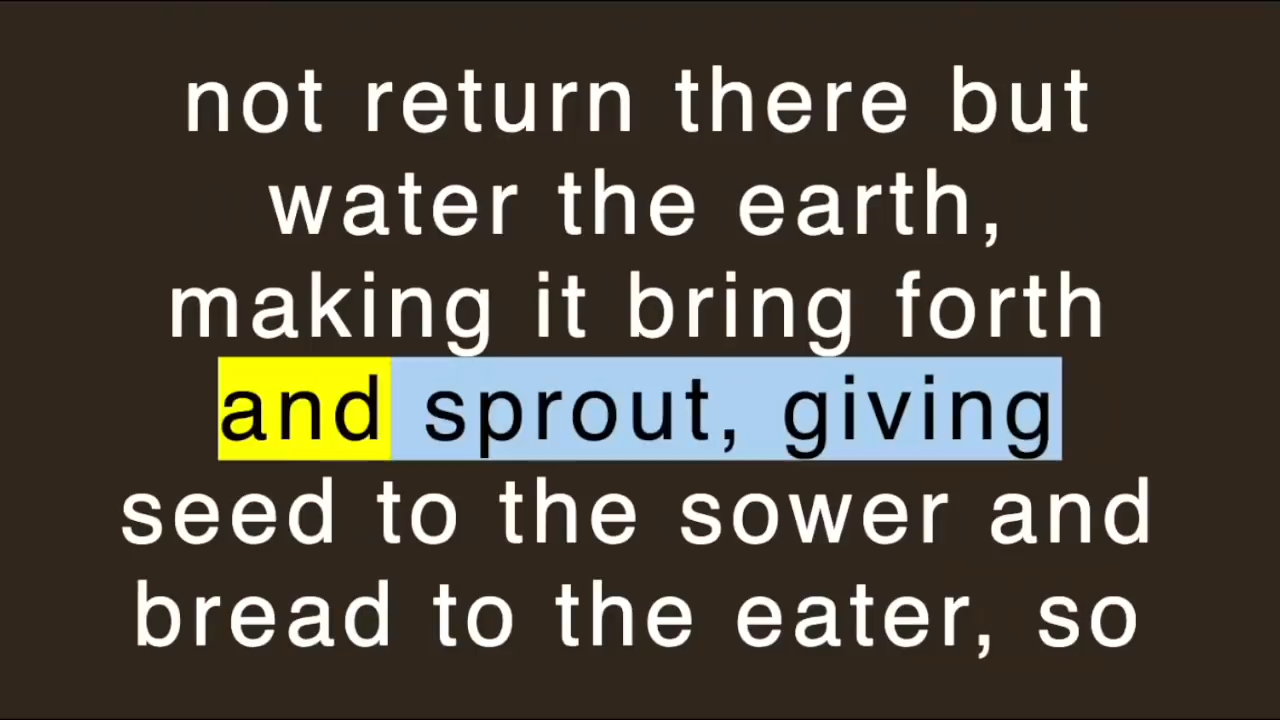 not return there but
water the earth,
making it bring forth
and sprout, giving
seed to the sower and
bread to the eater, so